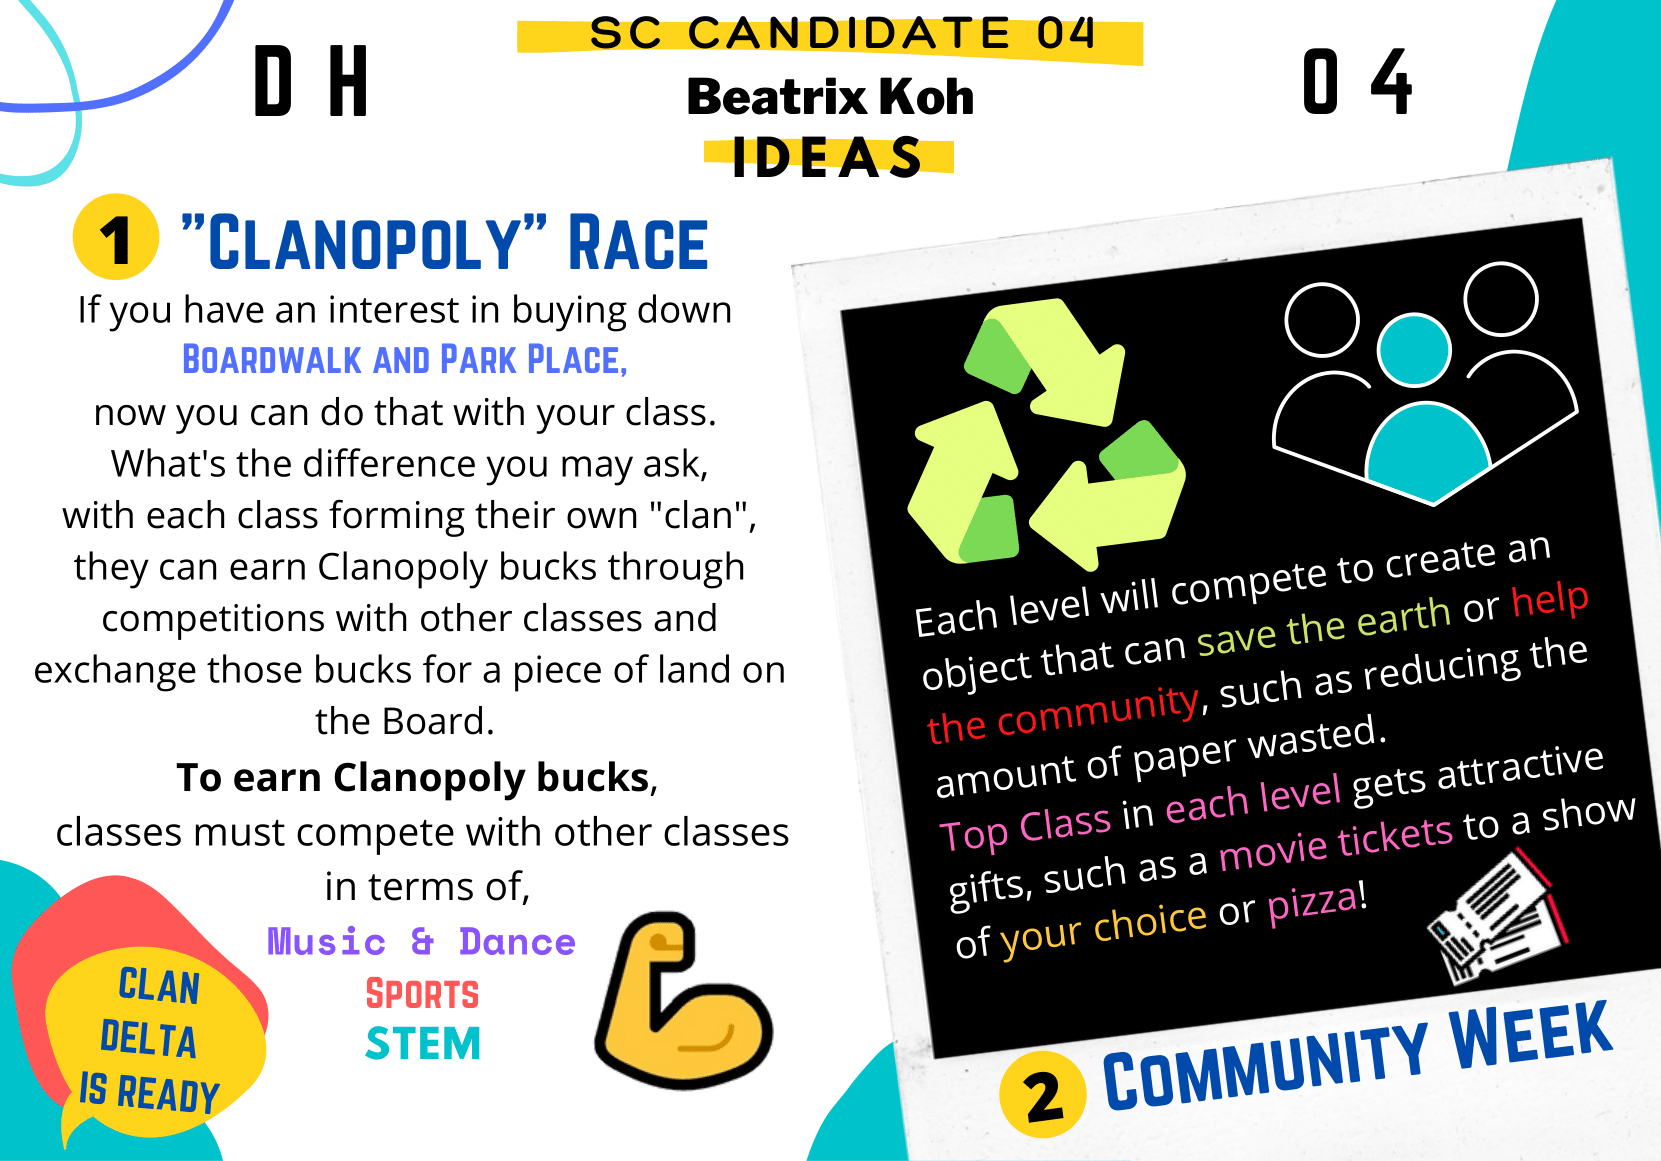 DH
SC CANDIDATE 04
Beatrix Koh
IDEAS
04
1 "CLANOPOLY" RACE
If you have an interest in buying down
BOARDWALK AND PARK PLACE,
now you can do that with your class.
What's the difference you may ask,
with each class forming their own "clan",
they can earn Clanopoly bucks through
competitions with other classes and
exchange those bucks for a piece of land on
the Board.
To earn Clanopoly bucks,
classes must compete with other classes
in terms of,
Music & Dance
SPORTS
STEM
CLAN
DELTA
IS READY
Each level will compete to create an
object that can save the earth or help
the community, such as reducing the
amount of paper wasted.
Top Class in each level gets attractive
gifts, such as a movie tickets to a show
of your choice or pizza!
2 COMMUNITY WEEK